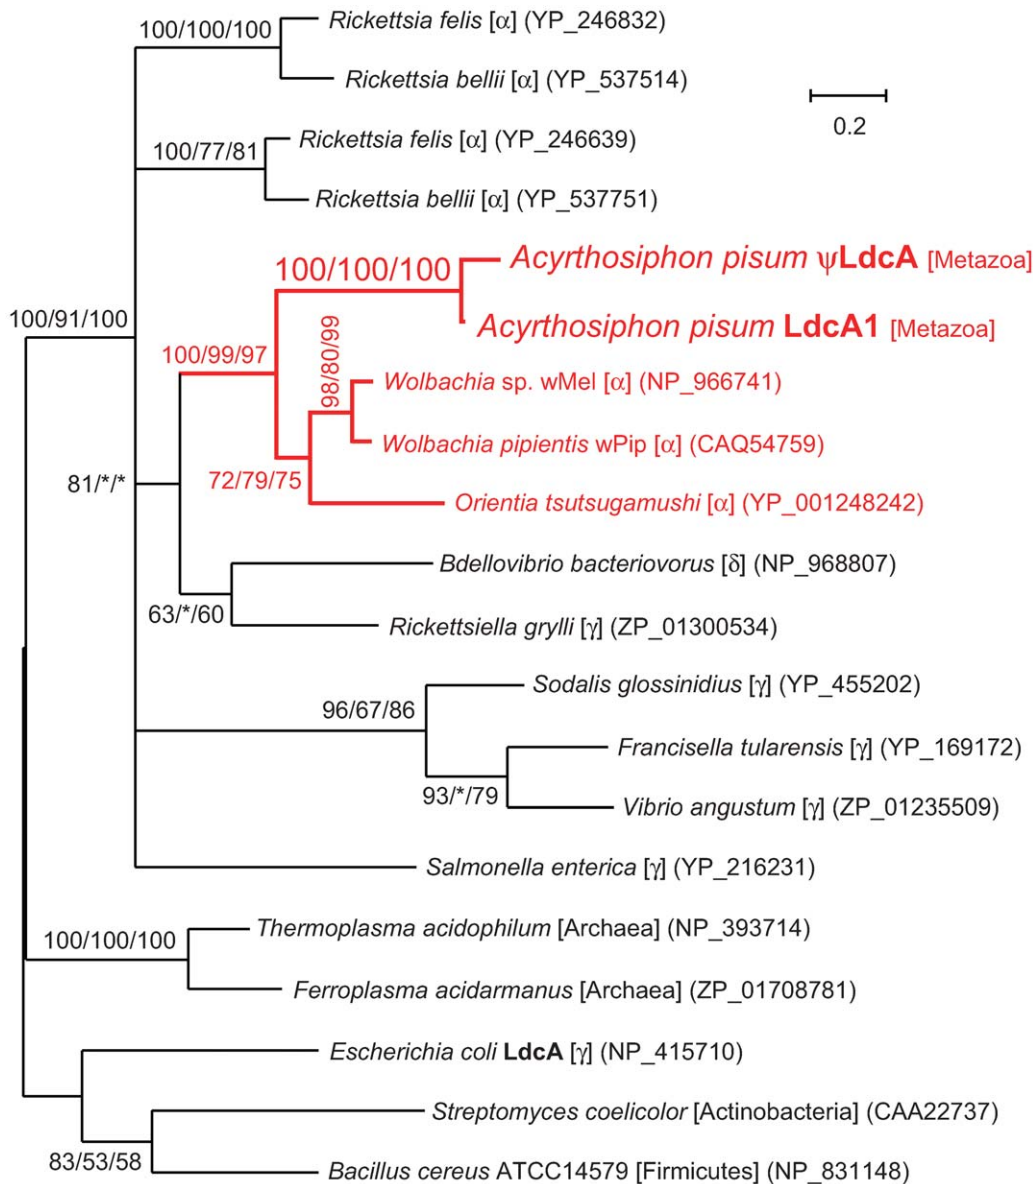 100/100/100
Rickettsia felis [α] (YP_246832)
Rickettsia bellii [α] (YP_537514)
0.2
100/77/81
Rickettsia felis [α] (YP_246639)
Rickettsia bellii [α] (YP_537751)
100/91/100
100/100/100
Acyrthosiphon pisum ψLdcA [Metazoa]
Acyrthosiphon pisum LdcA1 [Metazoa]
100/99/97
98/80/99
Wolbachia sp. wMel [α] (NP_966741)
Wolbachia pipientis wPip [α] (CAQ54759)
81/*/*
72/79/75
Orientia tsutsugamushi [α] (YP_001248242)
Bdellovibrio bacteriovorus [δ] (NP_968807)
63/*/60
Rickettsiella grylli [γ] (ZP_01300534)
Sodalis glossinidius [γ] (YP_455202)
96/67/86
Francisella tularensis [γ] (YP_169172)
93/*/79
Vibrio angustum [γ] (ZP_01235509)
Salmonella enterica [γ] (YP_216231)
Thermoplasma acidophilum [Archaea] (NP_393714)
100/100/100
Ferroplasma acidarmanus [Archaea] (ZP_01708781)
Escherichia coli LdcA [γ] (NP_415710)
Streptomyces coelicolor [Actinobacteria] (CAA22737)
83/53/58
Bacillus cereus ATCC14579 [Firmicutes] (NP_831148)